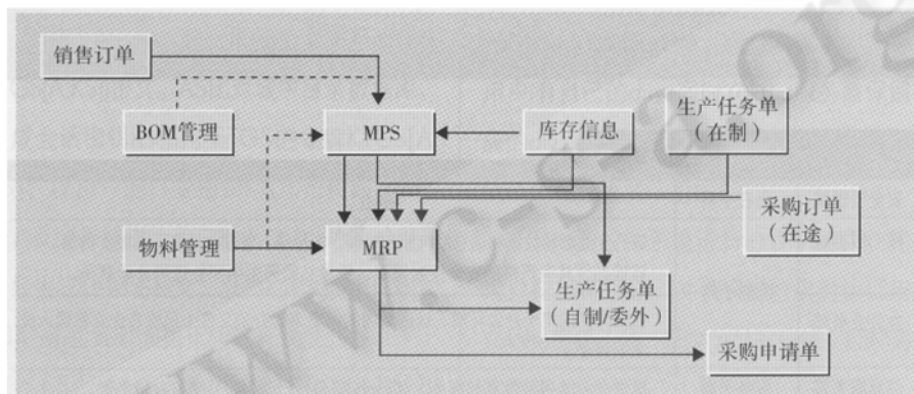 销售订单
BOM管理
MPS
库存信息
生产任务单
(在制)
采购订单
(在途)
物料管理
MRP
生产任务单
(自制/委外)
采购申请单
www.c-s-a.org